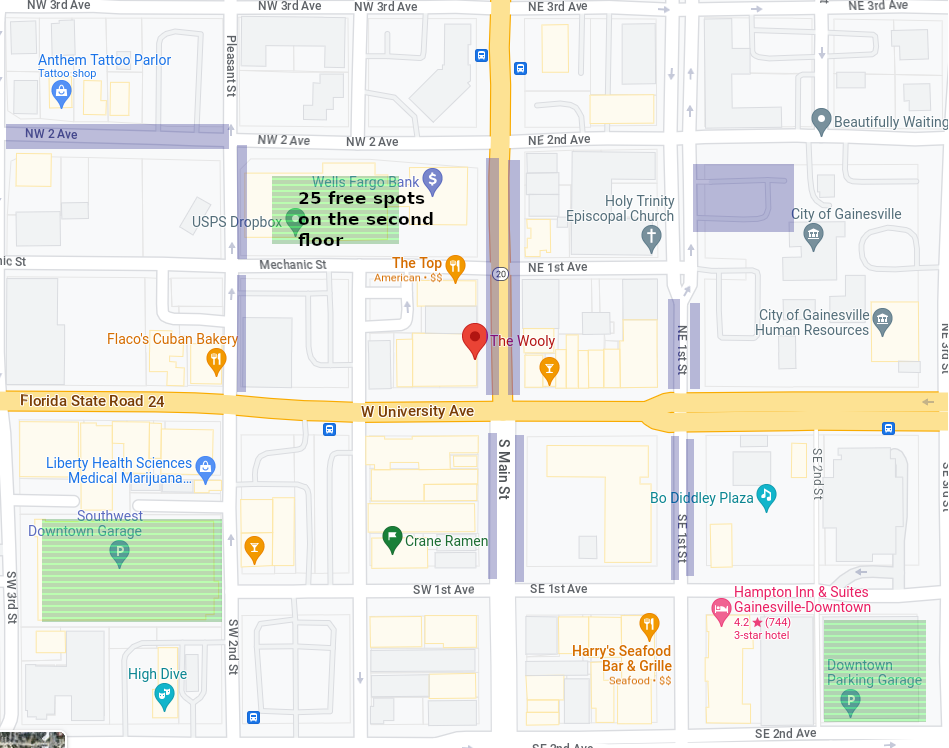 NW 3rd Ave
NW 3rd Ave
NW 3rd Ave
NE 3rd Ave
NE 3rd Ave
Pleasant St
Anthem Tattoo Parlor
Tattoo shop
Beautifully Waiting
NW 2 Ave
NW 2 Ave
NW 2 Ave
NE 2nd Ave
Wells Fargo Bank
25 free spots
on the second
floor
USPS Dropbox
Holy Trinity
Episcopal Church
City of Gainesville
Mechanic St
The Top
American • $$
20
NE 1st Ave
City of Gainesville
Human Resources
Flaco's Cuban Bakery
The Wooly
NE 1st St
NE 3rd S
Florida State Road 24
W University Ave
Liberty Health Sciences
Medical Marijuana...
S Main St
SE 2nd St
Bo Diddley Plaza
Southwest
Downtown Garage
P
Crane Ramen
SE 1st St
SW 3rd St
SW 1st Ave
SE 1st Ave
Hampton Inn & Suites
Gainesville-Downtown
4.2 ★ (744)
3-star hotel
SW 2nd St
Harry's Seafood
Bar & Grille
Seafood • $$
High Dive
Downtown
Parking Garage
P
SE 2nd Ave
SE 2nd Ave